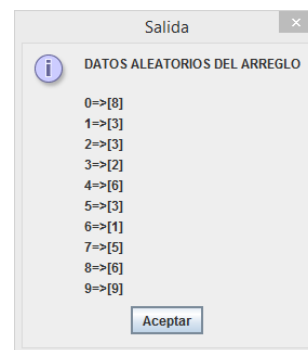 Salida
×
i
DATOS ALEATORIOS DEL ARREGLO
0=>[8]
1=>[3]
2=>[3]
3=>[2]
4=>[6]
5=>[3]
6=>[1]
7=>[5]
8=>[6]
9=>[9]
Aceptar